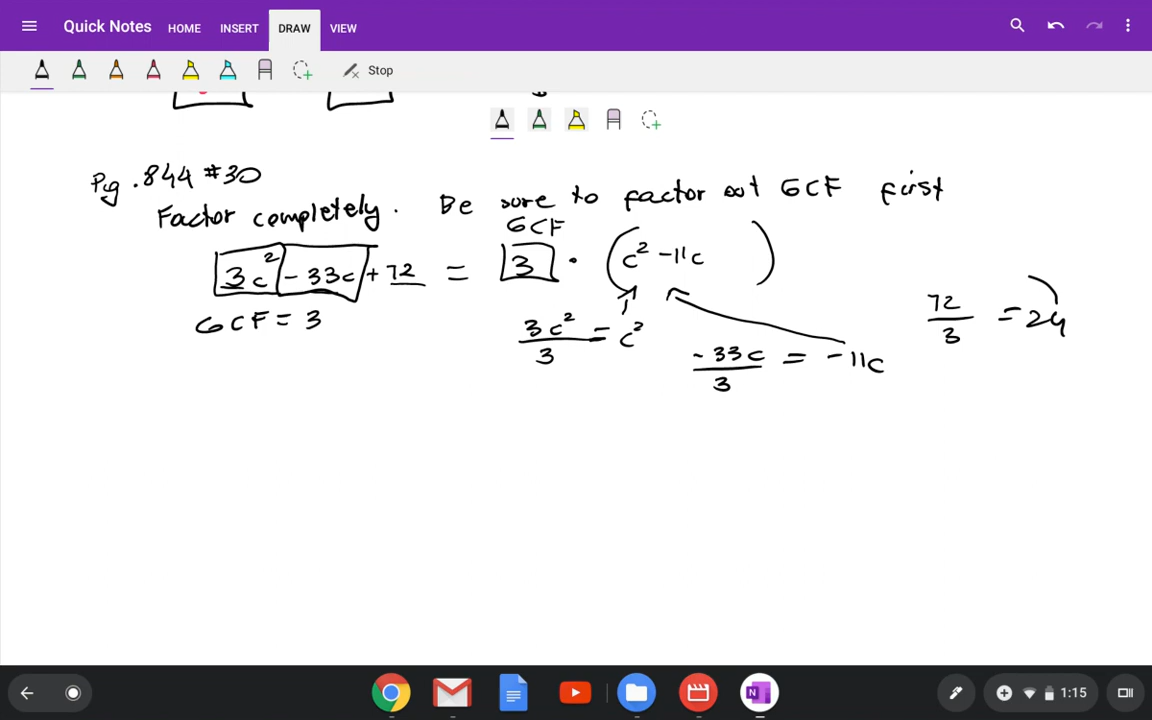 Quick Notes HOME INSERT DRAW VIEW
Stop
Pg. 844 #30
Factor completely. Be sure to factor out GCF first
GCF
3c² - 33c + 72 = 3 · (c² - 11c )
GCF = 3
3c²/3 = c²
-33c/3 = -11c
72/3 = 24
1:15